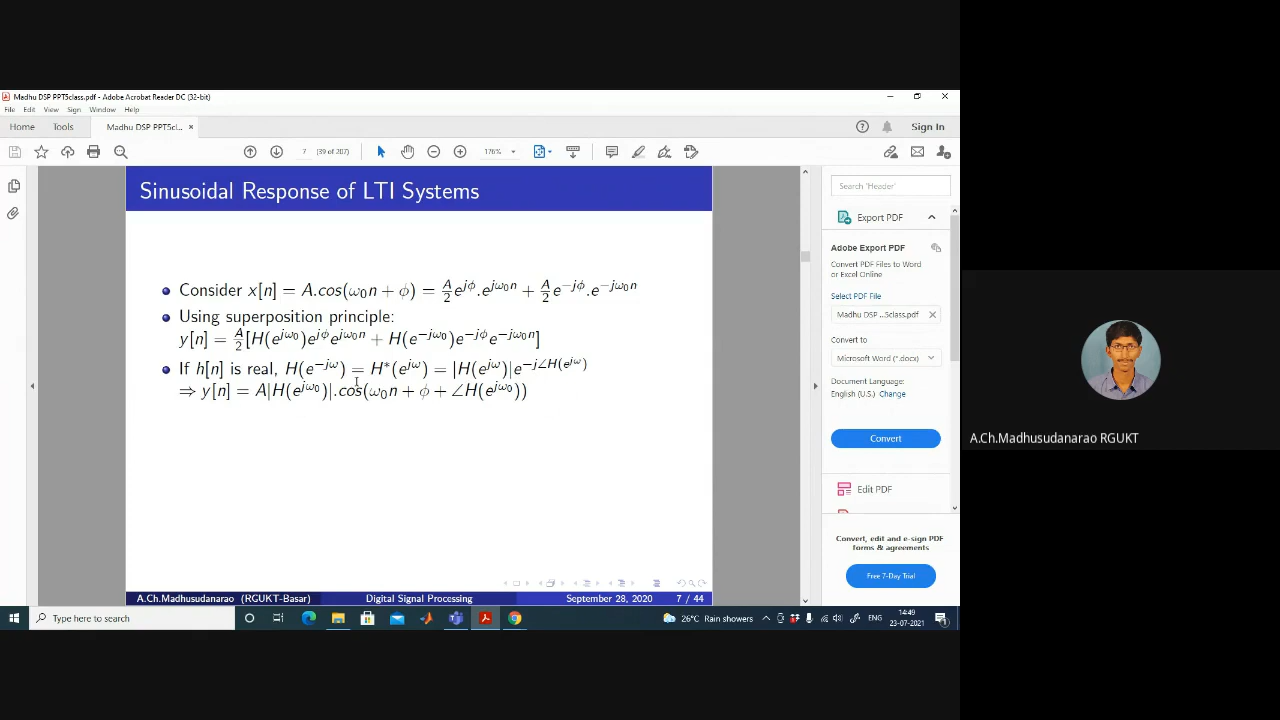 Madhu DSP PPT5class.pdf - Adobe Acrobat Reader DC (32-bit)
File Edit View Sign Window Help
Home Tools Madhu DSP PPT5cl... × Sign In
7 (39 of 207) 176%
Sinusoidal Response of LTI Systems
Consider x[n] = A.cos(ω₀n + ϕ) = A/2 e^{jϕ}.e^{jω₀n} + A/2 e^{−jϕ}.e^{−jω₀n}
Using superposition principle:
y[n] = A/2 [H(e^{jω₀})e^{jϕ}e^{jω₀n} + H(e^{−jω₀})e^{−jϕ}e^{−jω₀n}]
If h[n] is real, H(e^{−jω}) = H*(e^{jω}) = |H(e^{jω})|e^{−j∠H(e^{jω})}
⇒ y[n] = A|H(e^{jω₀})|.cos(ω₀n + ϕ + ∠H(e^{jω₀}))
A.Ch.Madhusudanarao (RGUKT-Basar) Digital Signal Processing September 28, 2020 7 / 44
Search 'Header'
Export PDF
Adobe Export PDF
Convert PDF Files to Word
or Excel Online
Select PDF File
Madhu DSP ...5class.pdf ×
Convert to
Microsoft Word (*.docx)
Document Language:
English (U.S.) Change
Convert
Edit PDF
Convert, edit and e-sign PDF
forms & agreements
Free 7-Day Trial
A.Ch.Madhusudanarao RGUKT
Type here to search
26°C Rain showers
ENG
14:49
23-07-2021